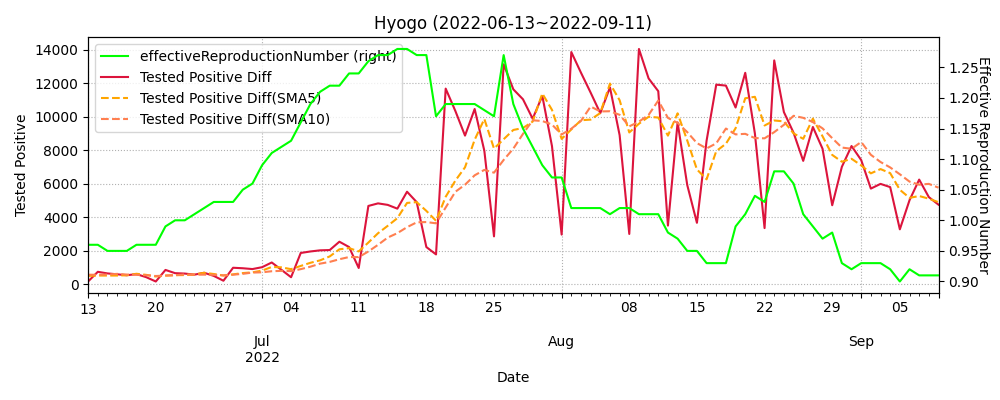 Hyogo (2022-06-13~2022-09-11)
effectiveReproductionNumber (right)
Tested Positive Diff
Tested Positive Diff(SMA5)
Tested Positive Diff(SMA10)
Tested Positive
14000
12000
10000
8000
6000
4000
2000
0
1.25
1.20
1.15
1.10
1.05
1.00
0.95
0.90
Effective Reproduction Number
13 20 27 04 11 18 25 08 15 22 29 05
Jul Aug Sep
2022
Date